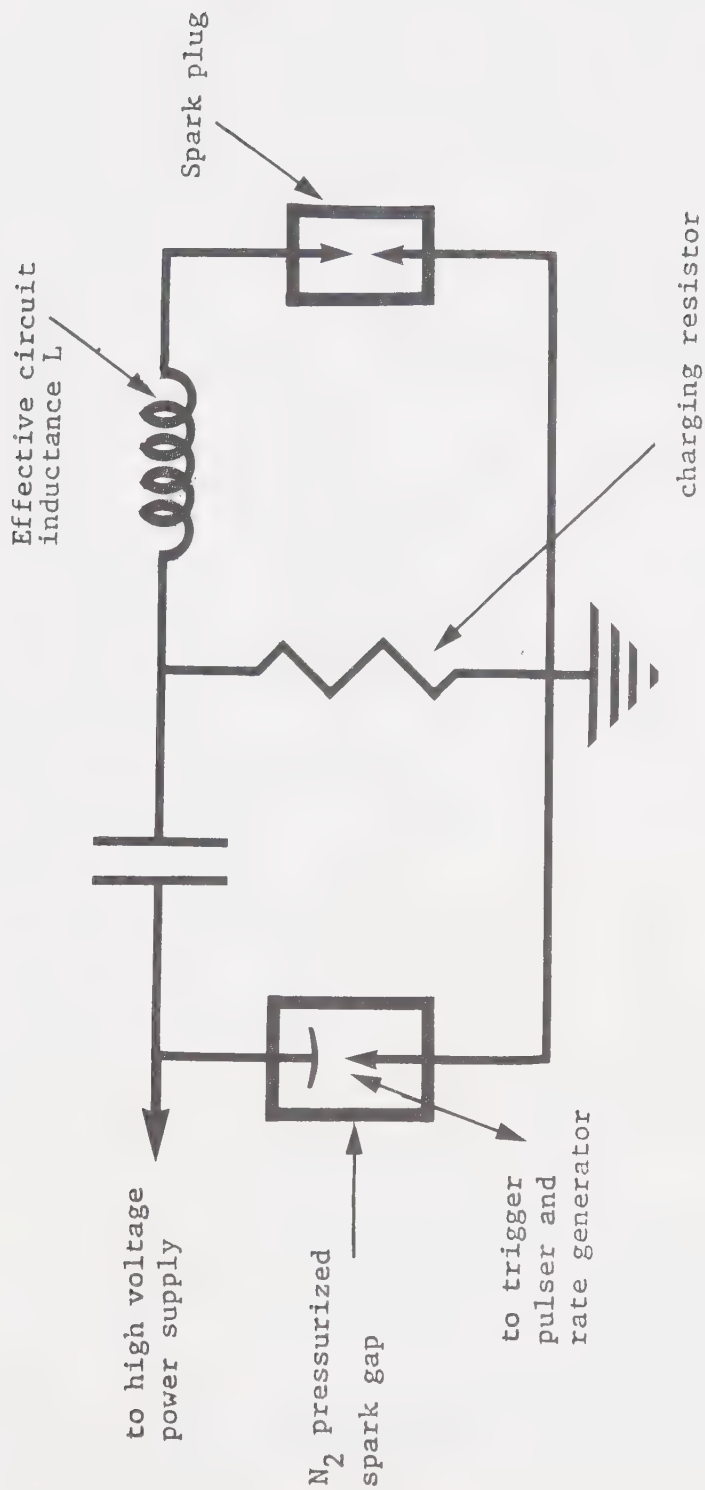 to high voltage
power supply
N2 pressurized
spark gap
to trigger
pulser and
rate generator
Effective circuit
inductance L
Spark plug
charging resistor